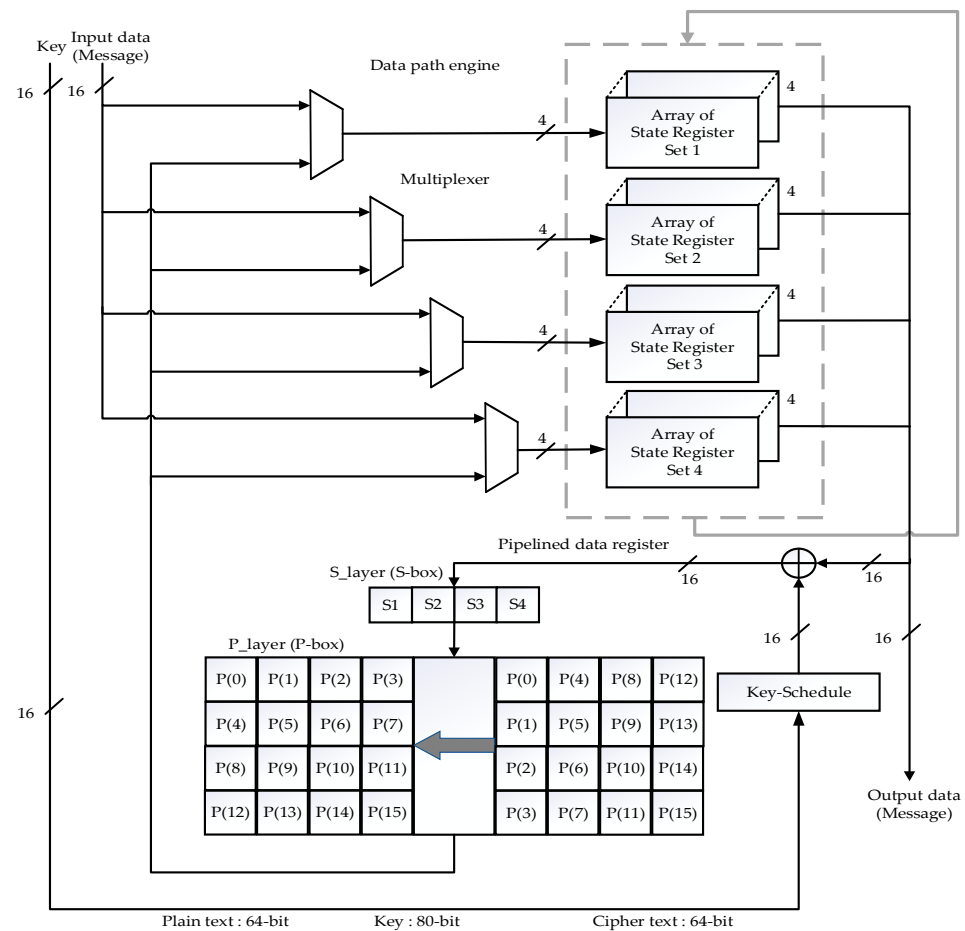 Key
Input data
(Message)
16
16
Data path engine
4
4
Array of
State Register
Set 1
Multiplexer
4
4
Array of
State Register
Set 2
4
4
Array of
State Register
Set 3
4
4
Array of
State Register
Set 4
Pipelined data register
16
16
S_layer (S-box)
S1 S2 S3 S4
16
16
P_layer (P-box)
P(0) P(1) P(2) P(3) P(0) P(4) P(8) P(12)
Key-Schedule
16
P(4) P(5) P(6) P(7) P(1) P(5) P(9) P(13)
P(8) P(9) P(10) P(11) P(2) P(6) P(10) P(14)
P(12) P(13) P(14) P(15) P(3) P(7) P(11) P(15)
Output data
(Message)
Plain text : 64-bit Key : 80-bit Cipher text : 64-bit